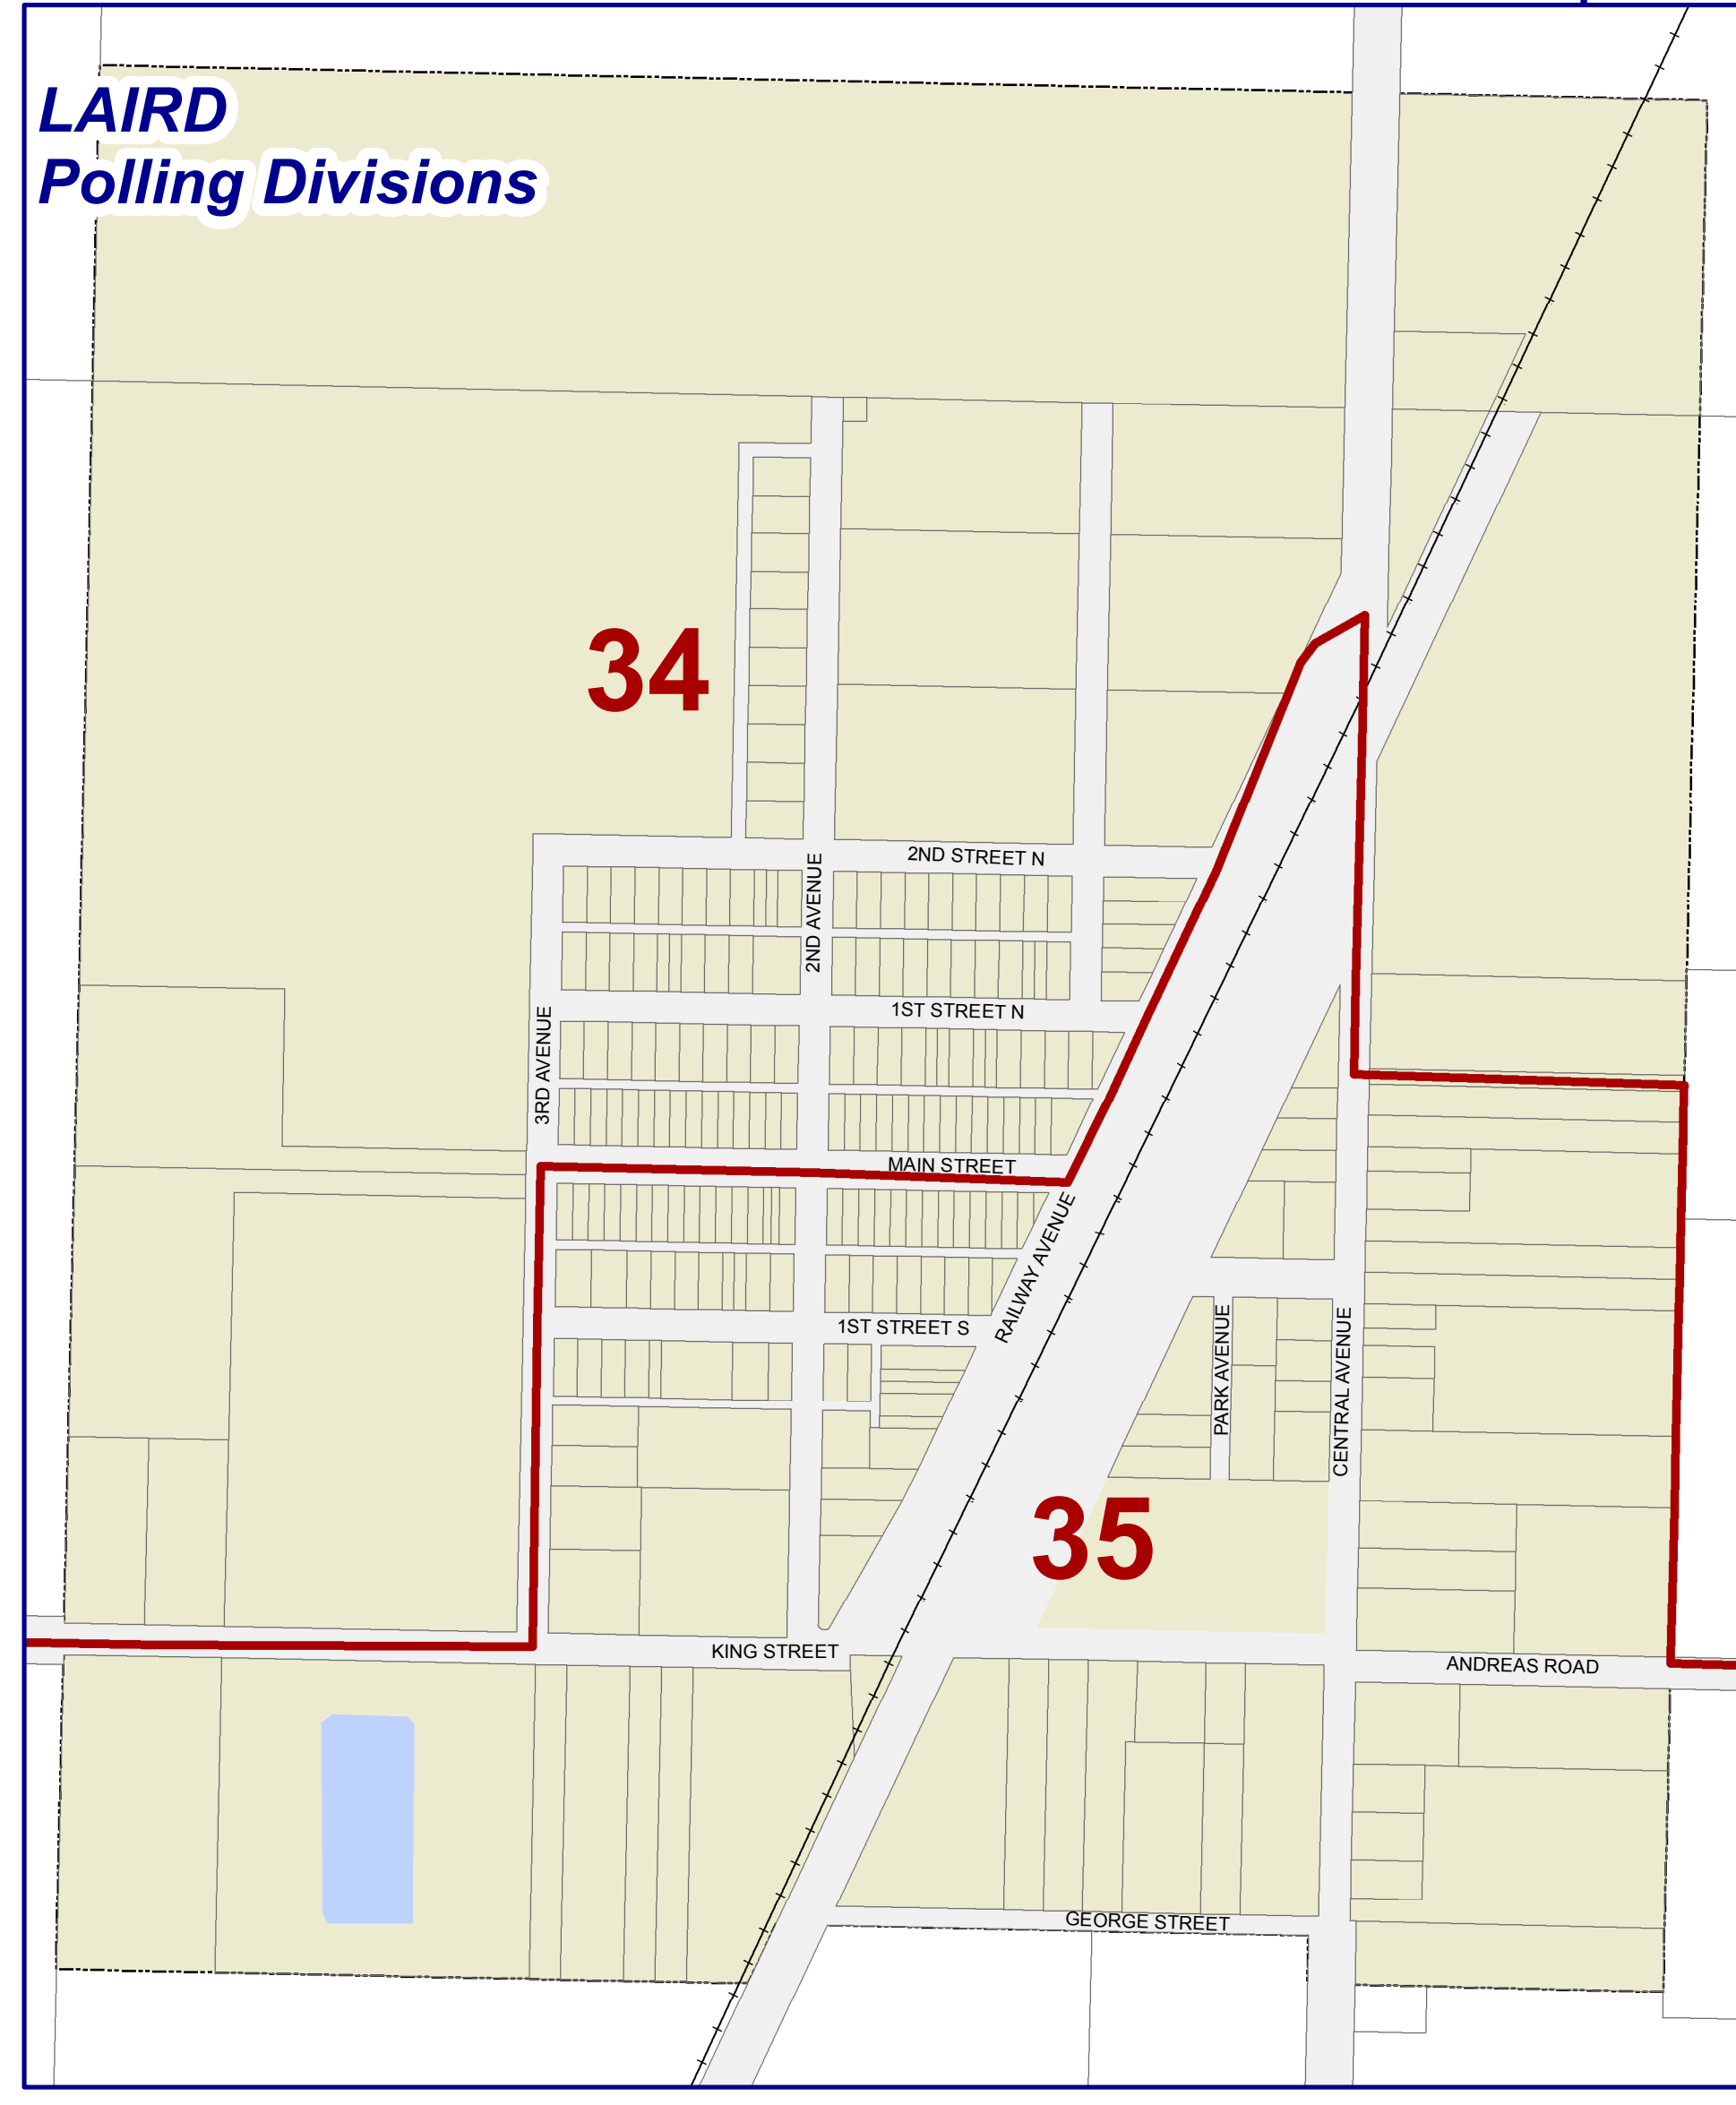 LAIRD
Polling Divisions
34
2ND STREET N
2ND AVENUE
1ST STREET N
3RD AVENUE
MAIN STREET
RAILWAY AVENUE
1ST STREET S
PARK AVENUE
CENTRAL AVENUE
35
KING STREET
ANDREAS ROAD
GEORGE STREET